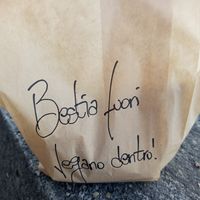 Bestia fuori
Vegano dentro!